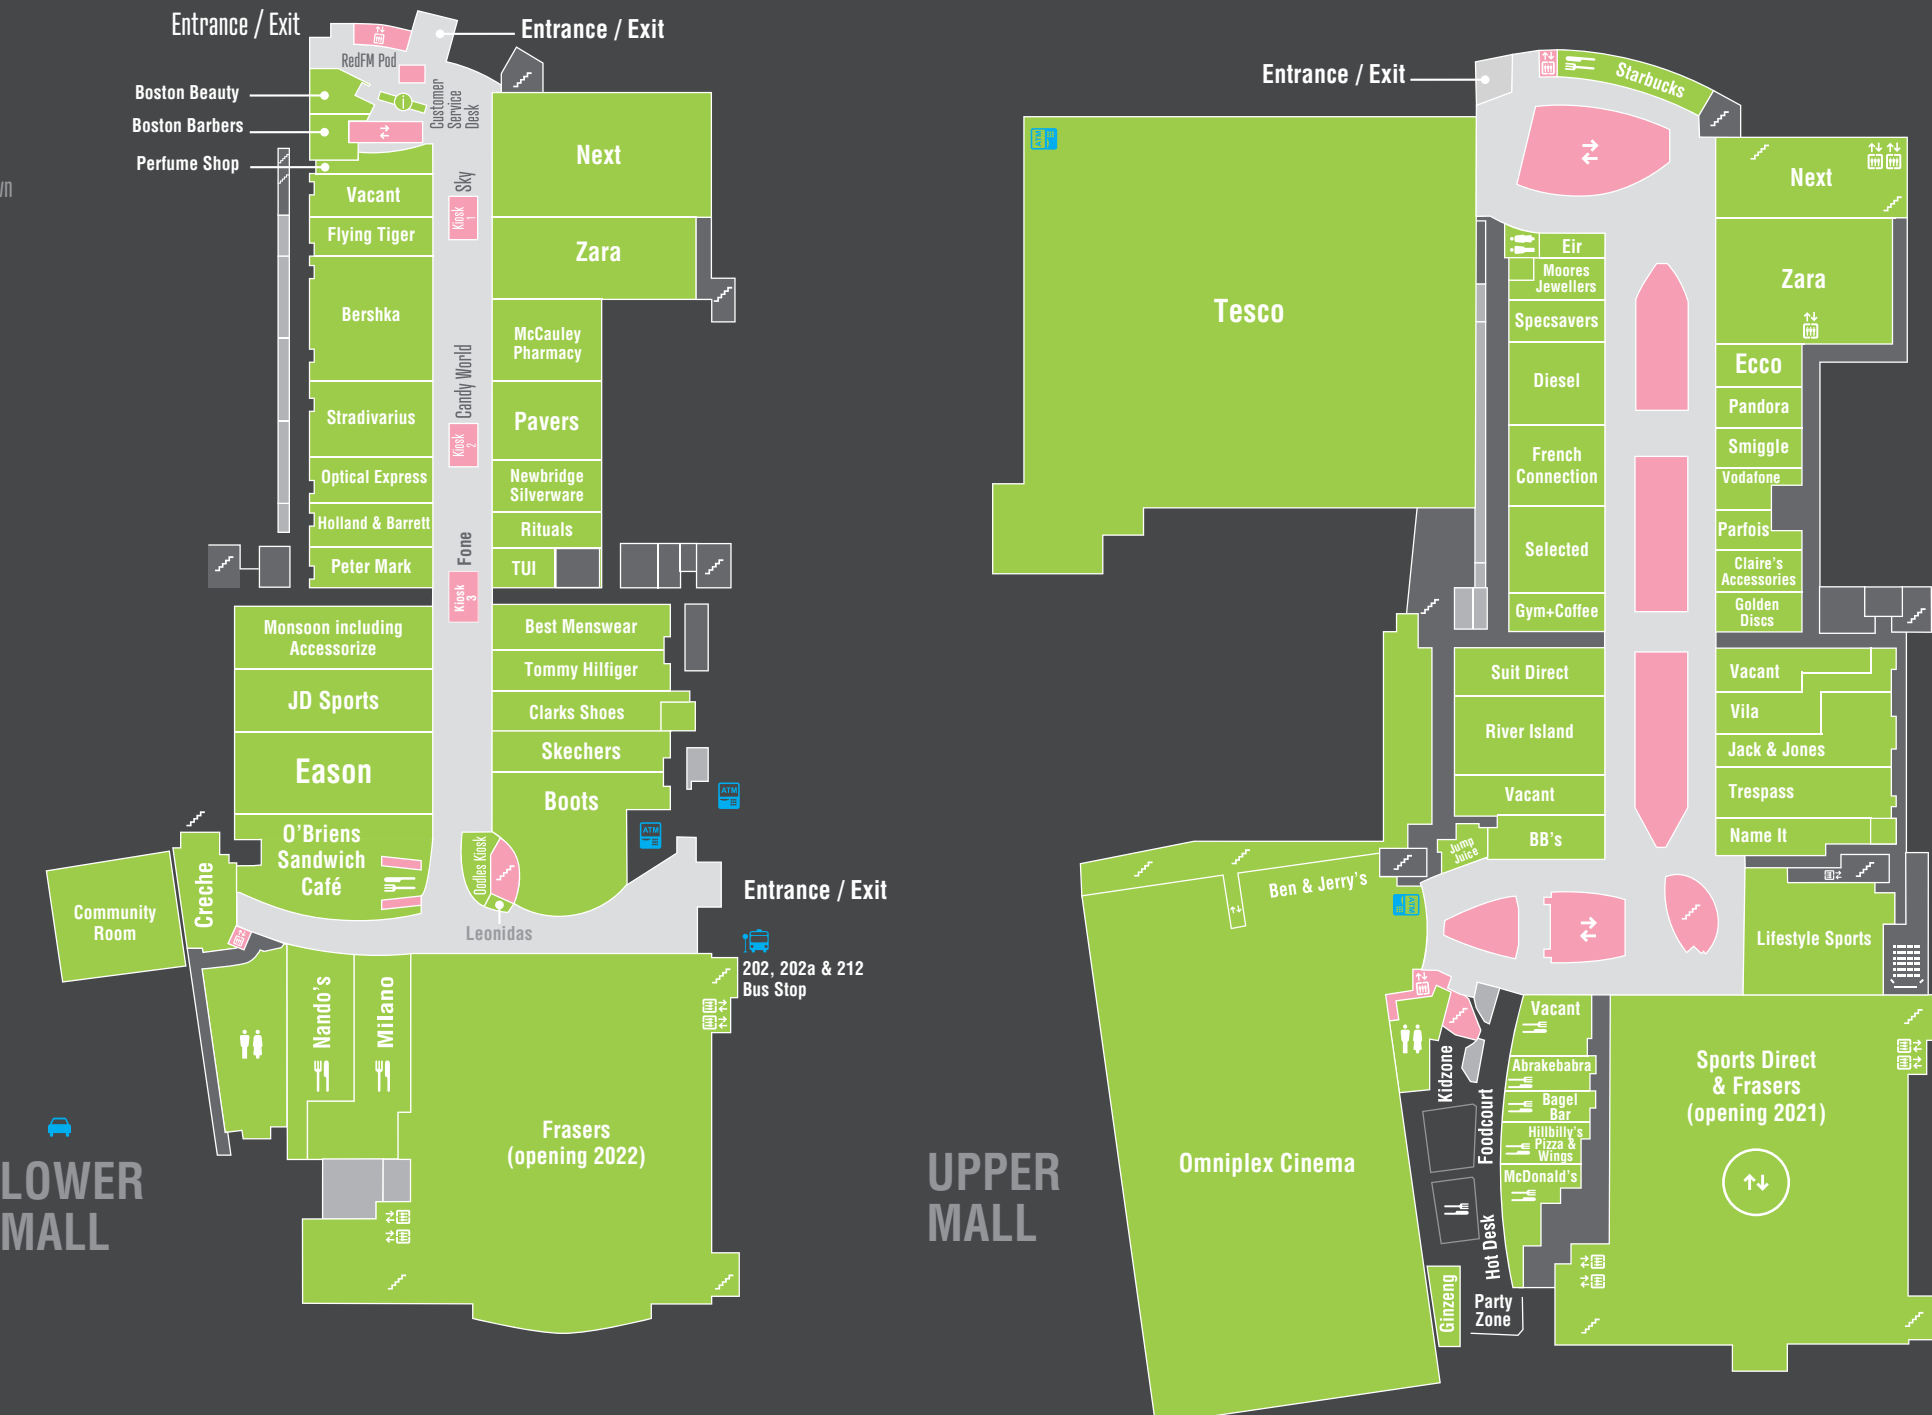 Entrance / Exit
Entrance / Exit
RedFM Pod
Boston Beauty
Boston Barbers
Perfume Shop
Customer
Service
Desk
Vacant
Flying Tiger
Bershka
Stradivarius
Optical Express
Holland & Barrett
Peter Mark
Sky
Kiosk
1
Candy World
Kiosk
2
Fone
Kiosk
3
Next
Zara
McCauley
Pharmacy
Pavers
Newbridge
Silverware
Rituals
TUI
Monsoon including
Accessorize
JD Sports
Eason
O'Briens
Sandwich
Café
Best Menswear
Tommy Hilfiger
Clarks Shoes
Skechers
Boots
ATM
ATM
Oodles Kiosk
Leonidas
Entrance / Exit
202, 202a & 212
Bus Stop
Community
Room
Creche
Nando's
Milano
Frasers
(opening 2022)
LOWER
MALL
Entrance / Exit
Starbucks
ATM
Tesco
Next
Zara
Eir
Moores
Jewellers
Specsavers
Diesel
French
Connection
Selected
Gym+Coffee
Ecco
Pandora
Smiggle
Vodafone
Parfois
Claire's
Accessories
Golden
Discs
Suit Direct
River Island
Vacant
BB's
Jump
Juice
Vacant
Vila
Jack & Jones
Trespass
Name It
Ben & Jerry's
ATM
Lifestyle Sports
Omniplex Cinema
Kidzone
Foodcourt
Hot Desk
Vacant
Abrakebabra
Bagel
Bar
Hillbilly's
Pizza &
Wings
McDonald's
Ginzeng
Party
Zone
Sports Direct
& Frasers
(opening 2021)
UPPER
MALL